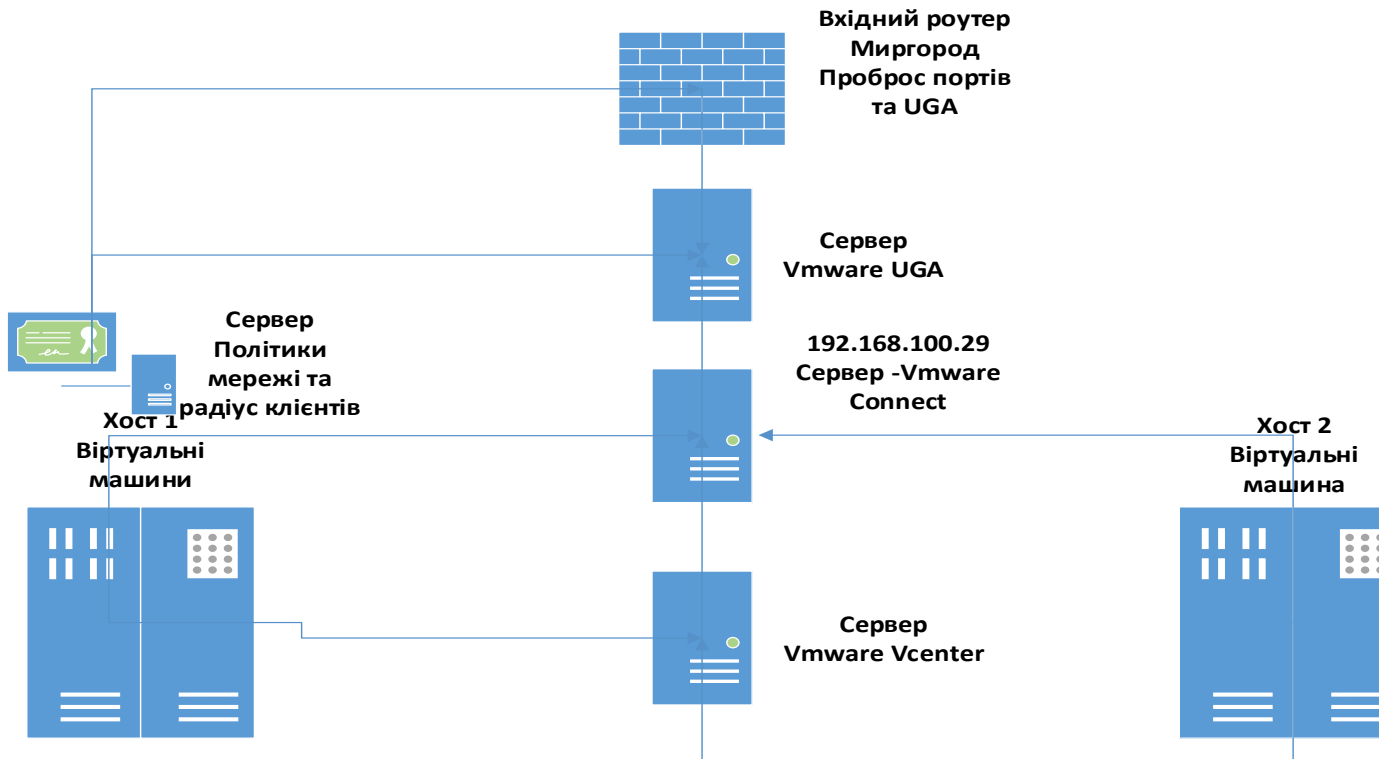 Вхідний роутер
Миргород
Проброс портів
та UGA
Сервер
Vmware UGA
Сервер
Політики
мережі та
радіус клієнтів
192.168.100.29
Сервер -Vmware
Connect
Хост 1
Віртуальні
машини
Хост 2
Віртуальні
машина
Сервер
Vmware Vcenter